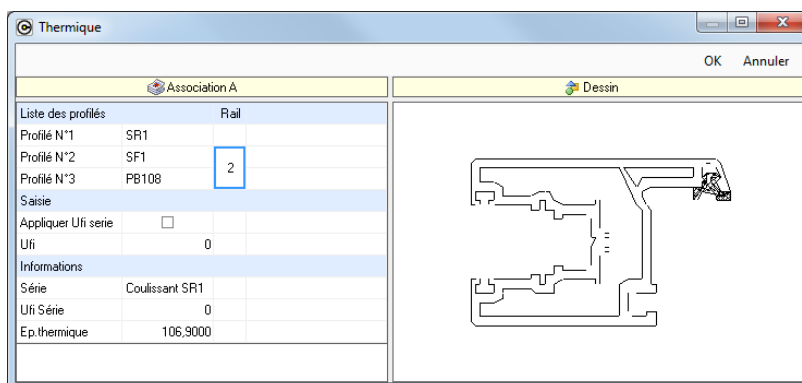 Thermique
OK Annuler
Association A Dessin
Liste des profilés Rail
Profilé N°1 SR1
Profilé N°2 SF1
2
Profilé N°3 PB108
Saisie
Appliquer Ufi serie
Ufi 0
Informations
Série Coulissant SR1
Ufi Série 0
Ep.thermique 106,9000